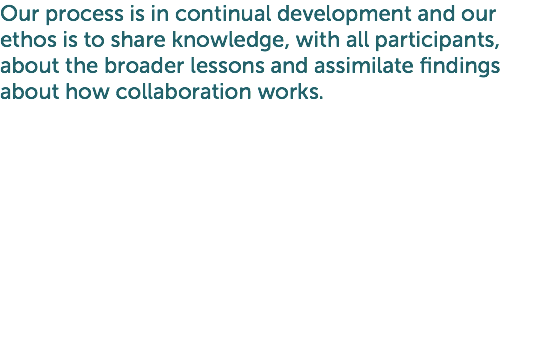 Our process is in continual development and our
ethos is to share knowledge, with all participants,
about the broader lessons and assimilate findings
about how collaboration works.